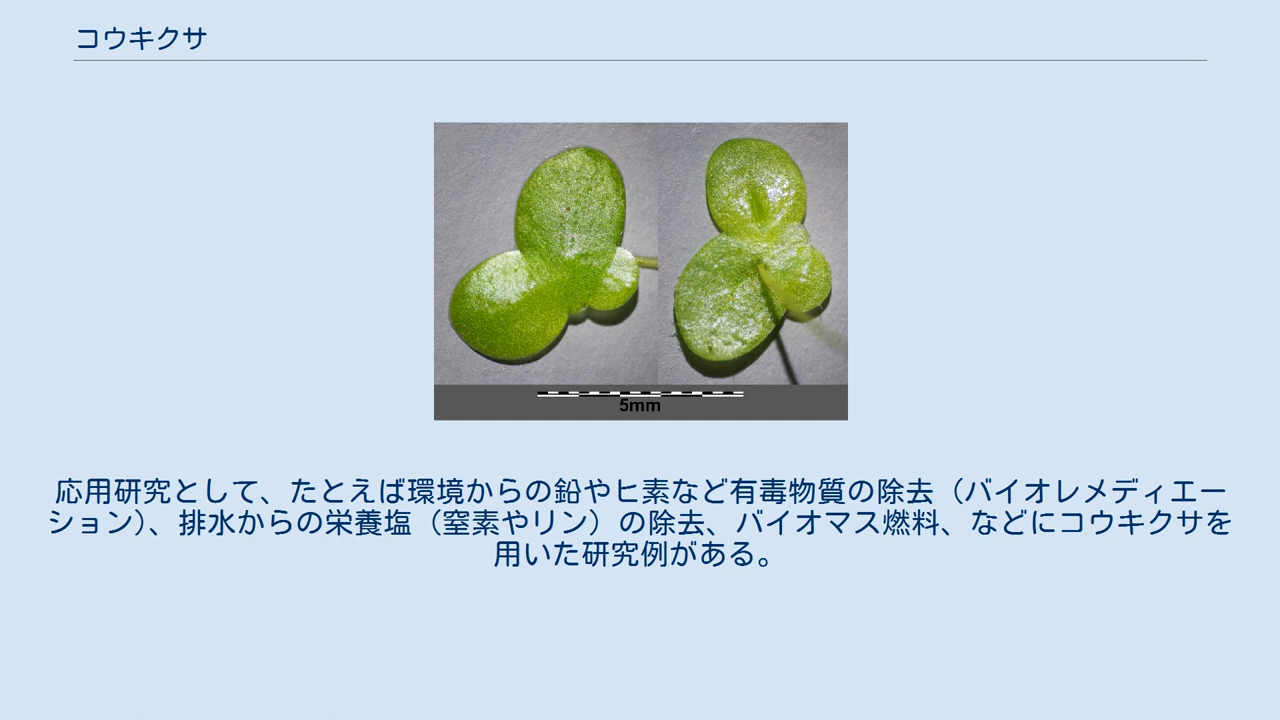 コウキクサ
5mm
応用研究として、たとえば環境からの鉛やヒ素など有毒物質の除去（バイオレメディエー
ション）、排水からの栄養塩（窒素やリン）の除去、バイオマス燃料、などにコウキクサを
用いた研究例がある。